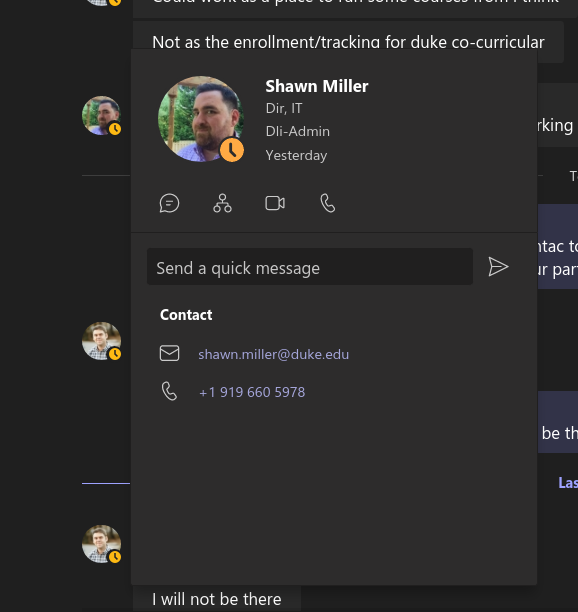 Could work as a place to run some courses from I think
Not as the enrollment/tracking for duke co-curricular
Shawn Miller
Dir, IT
Dli-Admin
Yesterday
rking
T
ntac to
ur par
Send a quick message
Contact
shawn.miller@duke.edu
+1 919 660 5978
be th
Las
I will not be there